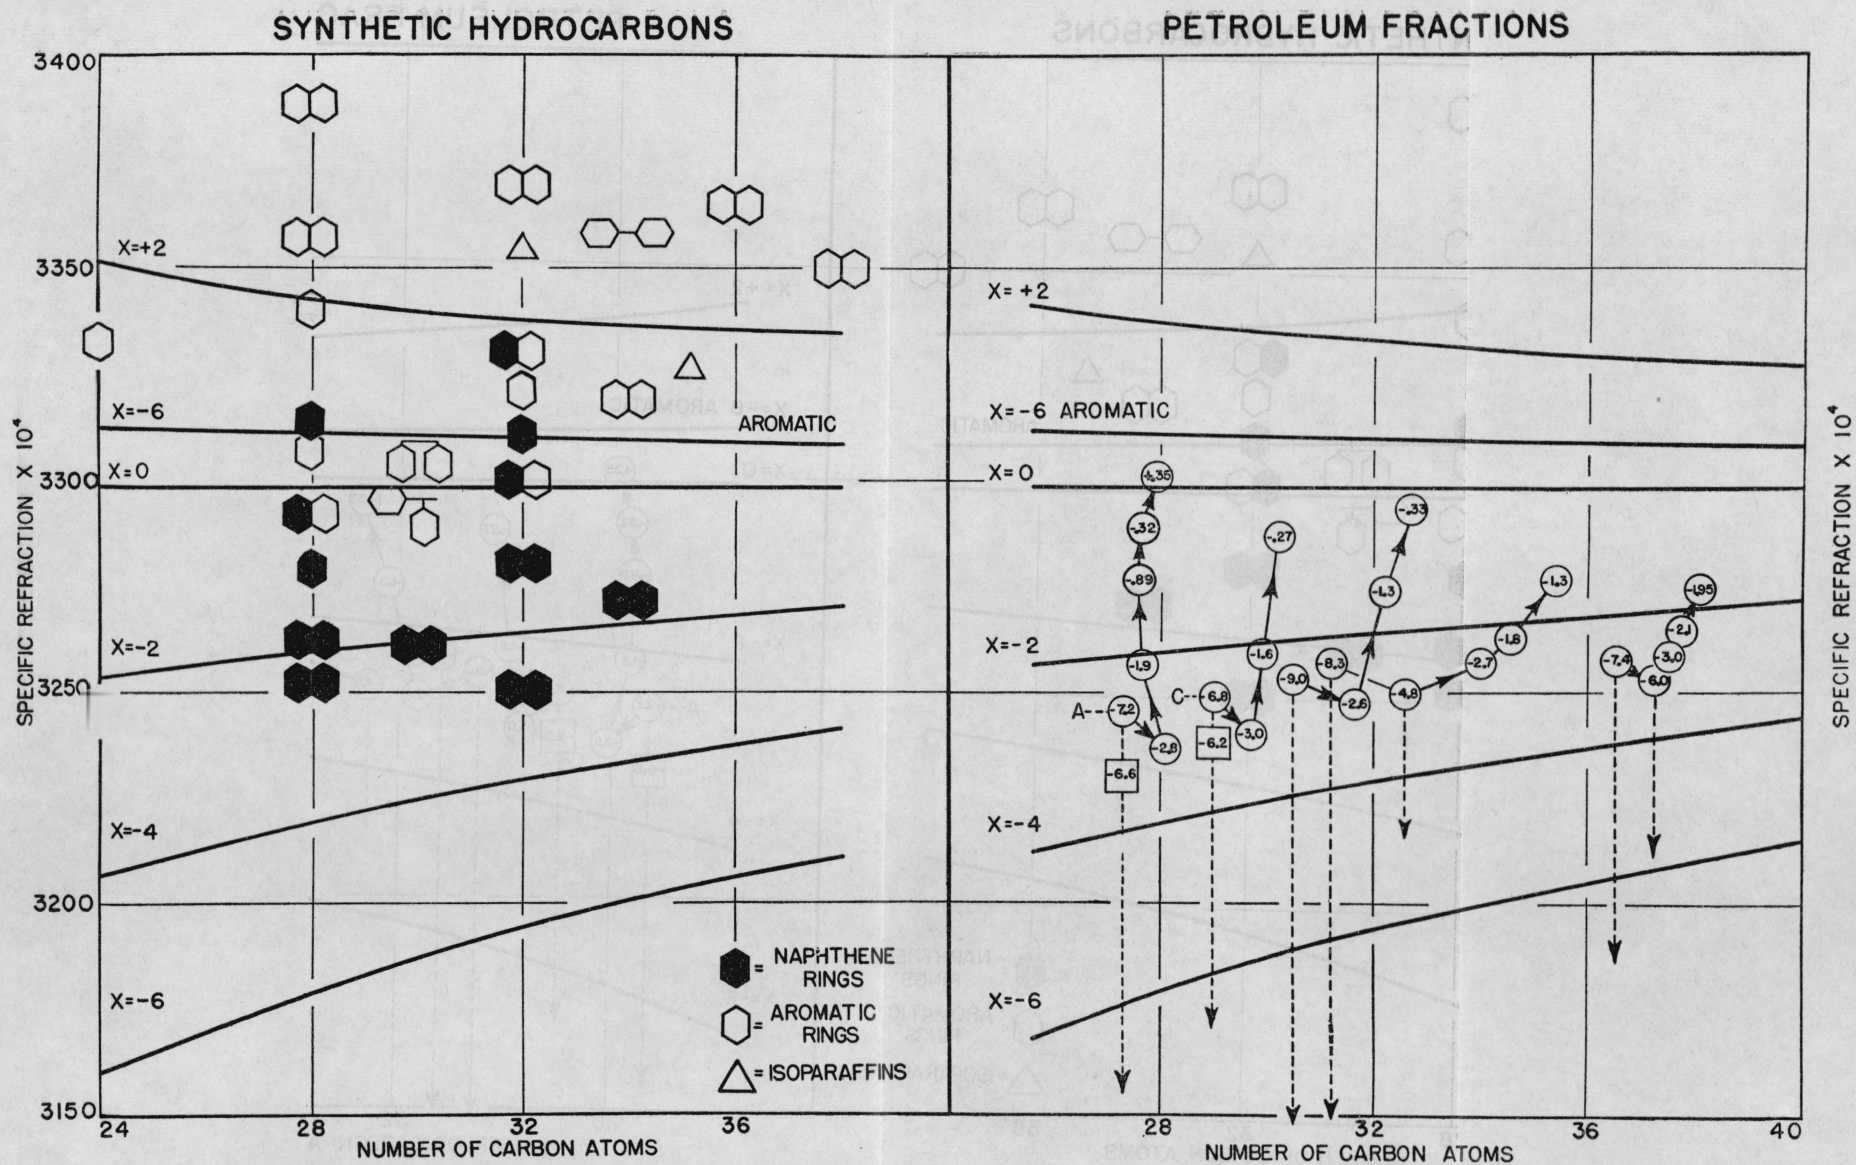 SYNTHETIC HYDROCARBONS
PETROLEUM FRACTIONS
SPECIFIC REFRACTION X 10⁴
3400
3350
3300
3250
3200
3150
X=+2
X=-6
AROMATIC
X=0
X=-2
X=-4
X=-6
= NAPHTHENE
RINGS
= AROMATIC
RINGS
= ISOPARAFFINS
24 28 32 36
NUMBER OF CARBON ATOMS
X= +2
X=-6 AROMATIC
X=0
X=-2
X=-4
X=-6
+.35
-.32
-.89
-1.9
A-- -7.2
-2.8
-6.6
-.27
-1.6
C-- -6.8
-3.0
-6.2
-.33
-1.3
-9.0
-2.6
-8.3
-4.8
-2.7
-1.8
-1.3
-7.4
-6.0
-3.0
-2.1
-1.95
28 32 36 40
NUMBER OF CARBON ATOMS
SPECIFIC REFRACTION X 10⁴